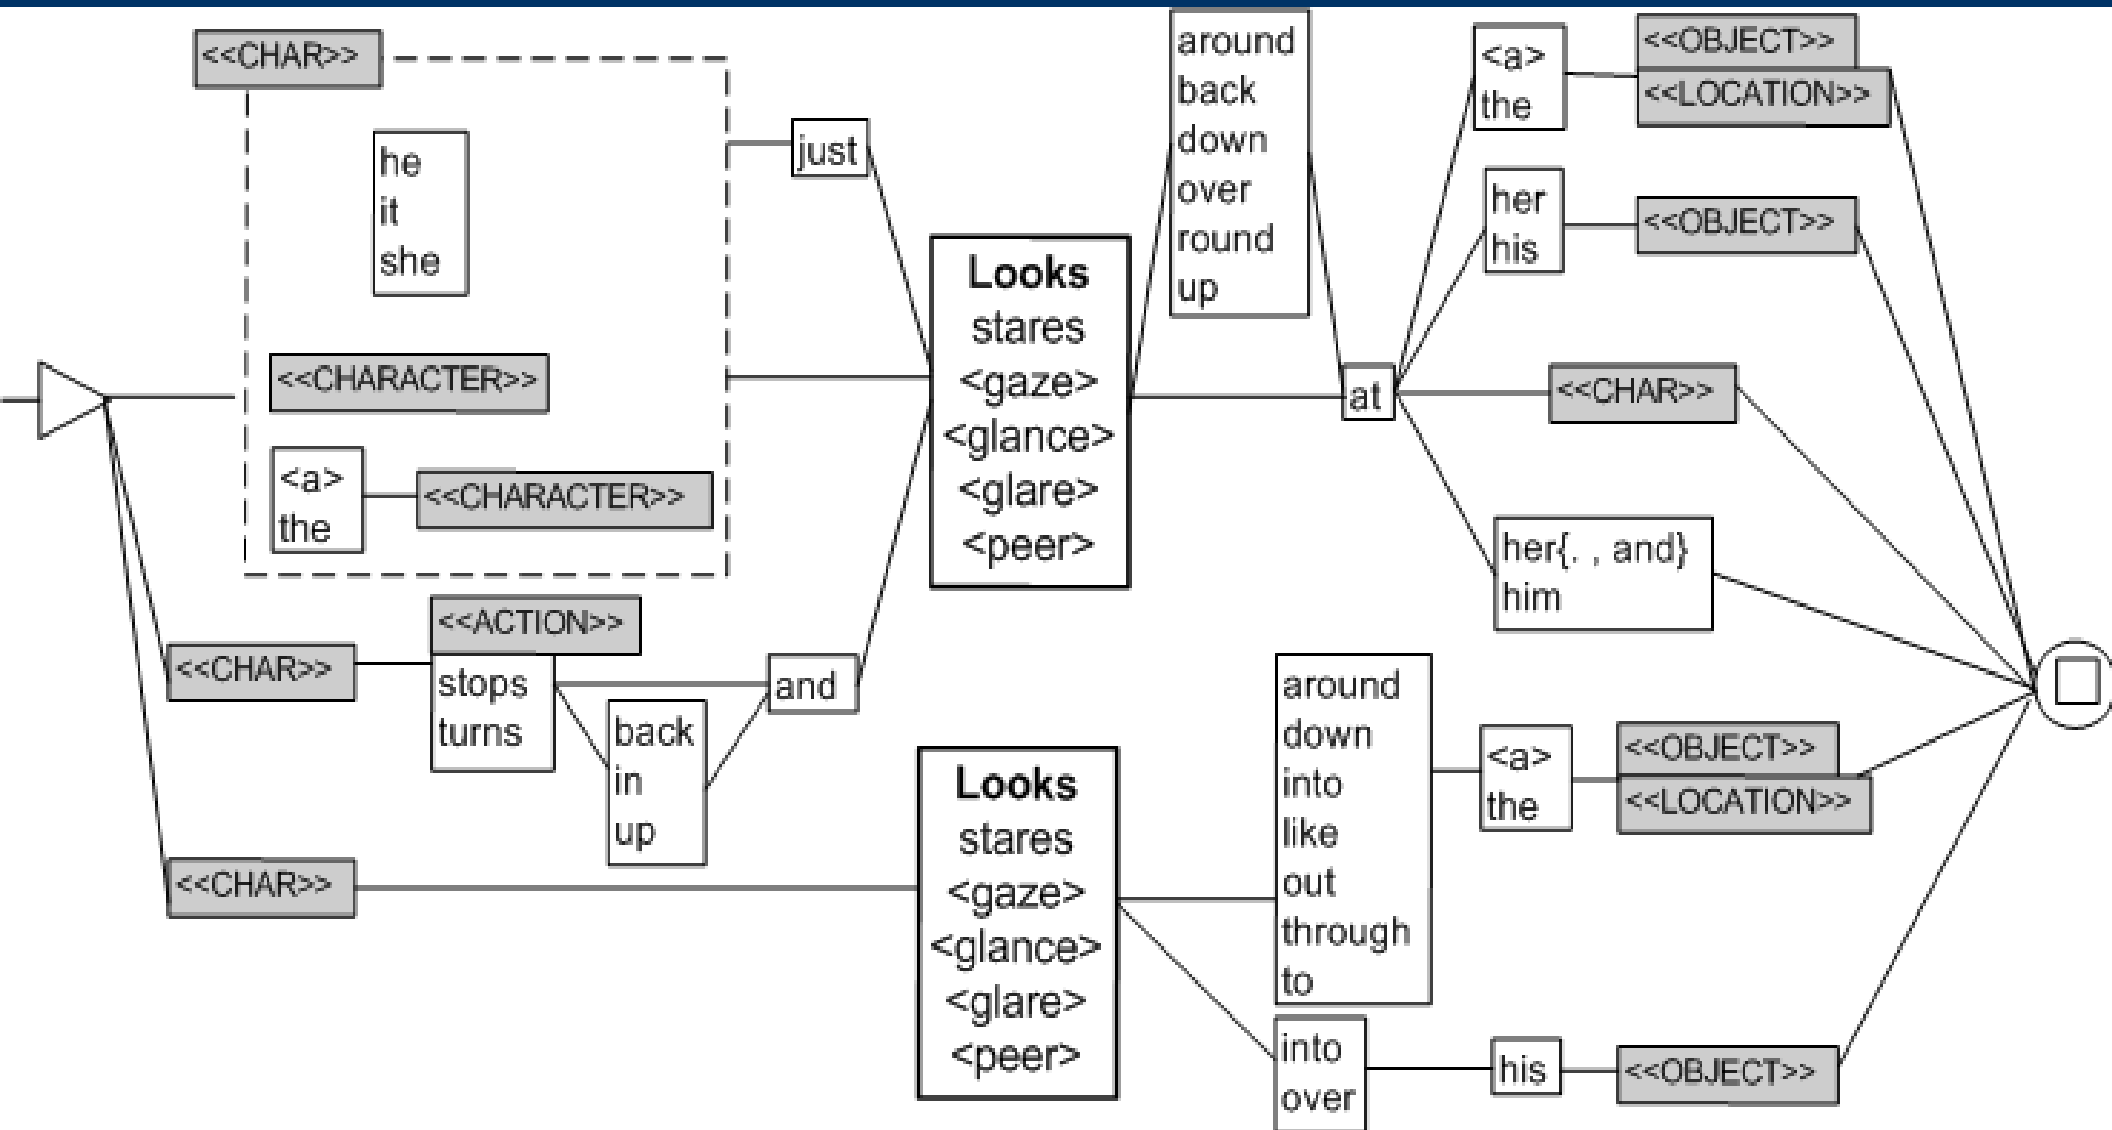 <<CHAR>>
he
it
she
<<CHARACTER>>
<a>
the
<<CHARACTER>>
just
<<CHAR>>
<<ACTION>>
stops
turns
back
in
up
and
<<CHAR>>
Looks
stares
<gaze>
<glance>
<glare>
<peer>
around
back
down
over
round
up
at
<a>
the
<<OBJECT>>
<<LOCATION>>
her
his
<<OBJECT>>
<<CHAR>>
her{. , and}
him
Looks
stares
<gaze>
<glance>
<glare>
<peer>
around
down
into
like
out
through
to
<a>
the
<<OBJECT>>
<<LOCATION>>
into
over
his
<<OBJECT>>